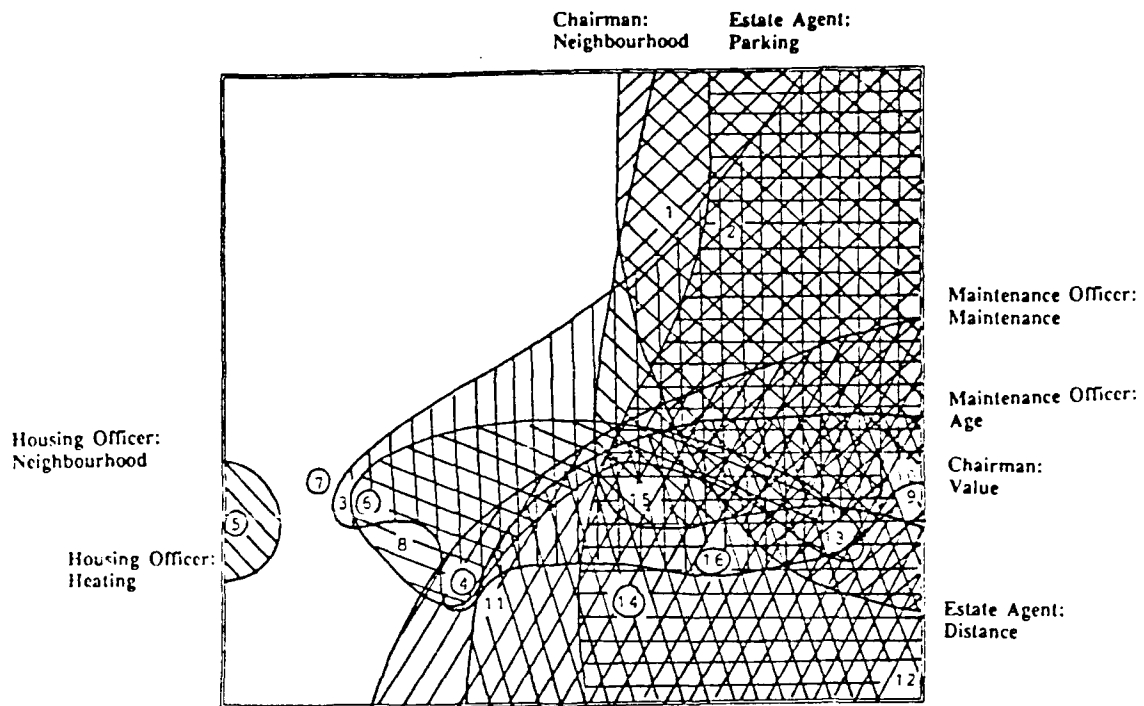 Chairman:
Neighbourhood
Estate Agent:
Parking
1
2
Maintenance Officer:
Maintenance
Maintenance Officer:
Age
Housing Officer:
Neighbourhood
Chairman:
Value
7
3
6
9
15
5
8
13
16
Housing Officer:
Heating
4
11
14
Estate Agent:
Distance
12